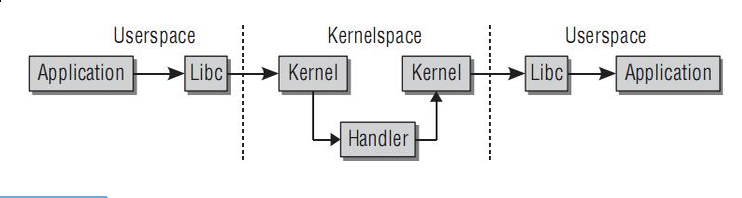 Userspace Kernelspace Userspace
Application Libc Kernel Kernel Libc Application
Handler